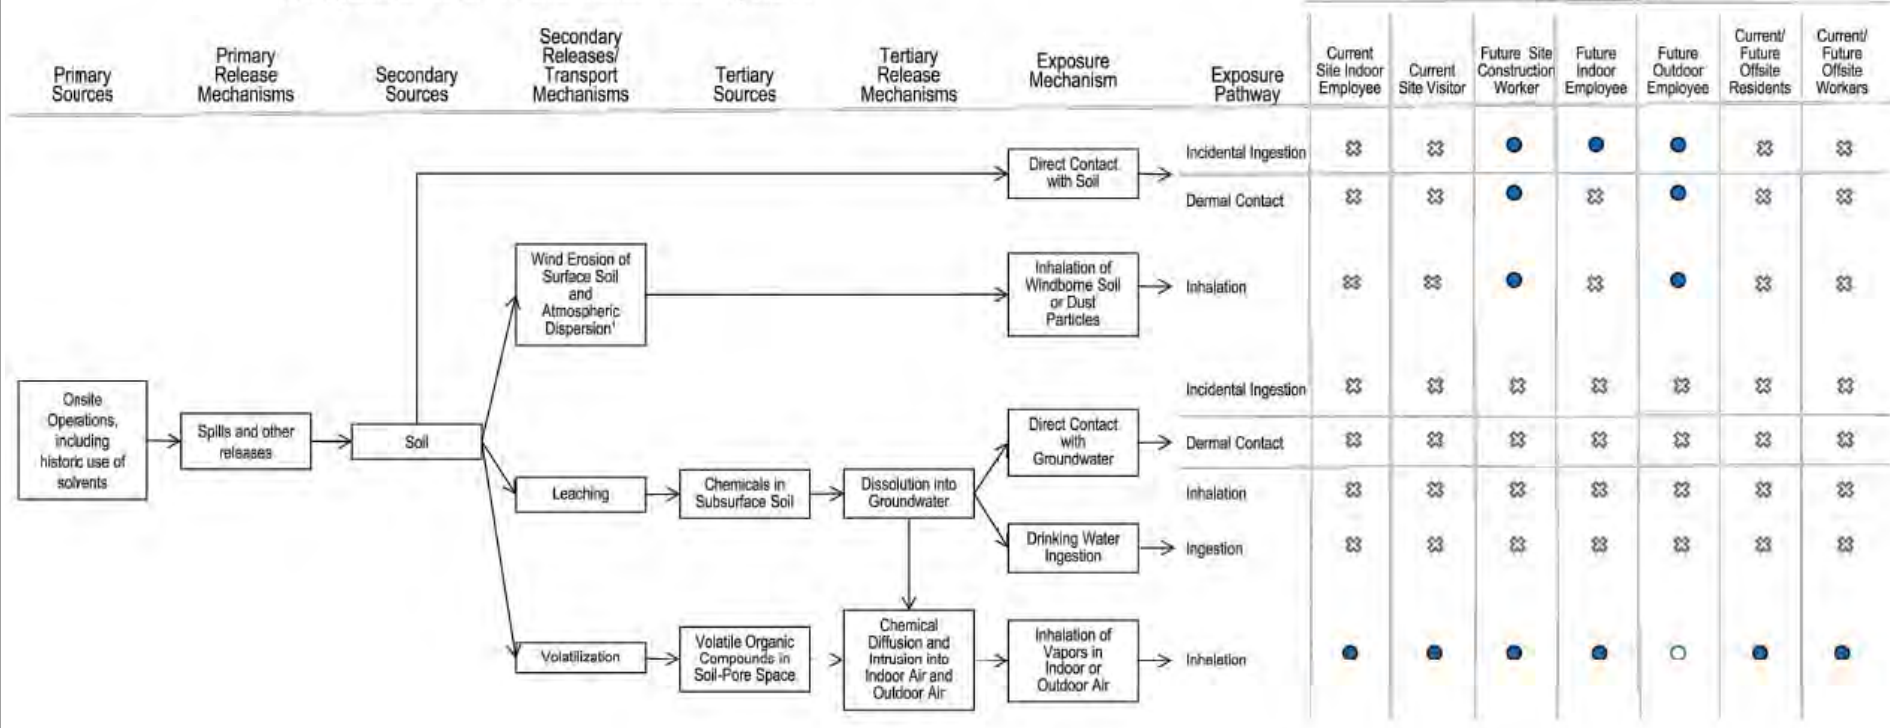 Primary
Sources
Primary
Release
Mechanisms
Secondary
Sources
Secondary
Releases/
Transport
Mechanisms
Tertiary
Sources
Tertiary
Release
Mechanisms
Exposure
Mechanism
Exposure
Pathway
Current
Site Indoor
Employee
Current
Site Visitor
Future Site
Construction
Worker
Future
Indoor
Employee
Future
Outdoor
Employee
Current/
Future
Offsite
Residents
Current/
Future
Offsite
Workers
Direct Contact
with Soil
Incidental Ingestion
Dermal Contact
Wind Erosion of
Surface Soil
and
Atmospheric
Dispersion¹
Inhalation of
Windborne Soil
or Dust
Particles
Inhalation
Onsite
Operations,
including
historic use of
solvents
Spills and other
releases
Soil
Leaching
Chemicals in
Subsurface Soil
Dissolution into
Groundwater
Direct Contact
with
Groundwater
Incidental Ingestion
Dermal Contact
Inhalation
Drinking Water
Ingestion
Ingestion
Volatilization
Volatile Organic
Compounds in
Soil-Pore Space
Chemical
Diffusion and
Intrusion into
Indoor Air and
Outdoor Air
Inhalation of
Vapors in
Indoor or
Outdoor Air
Inhalation